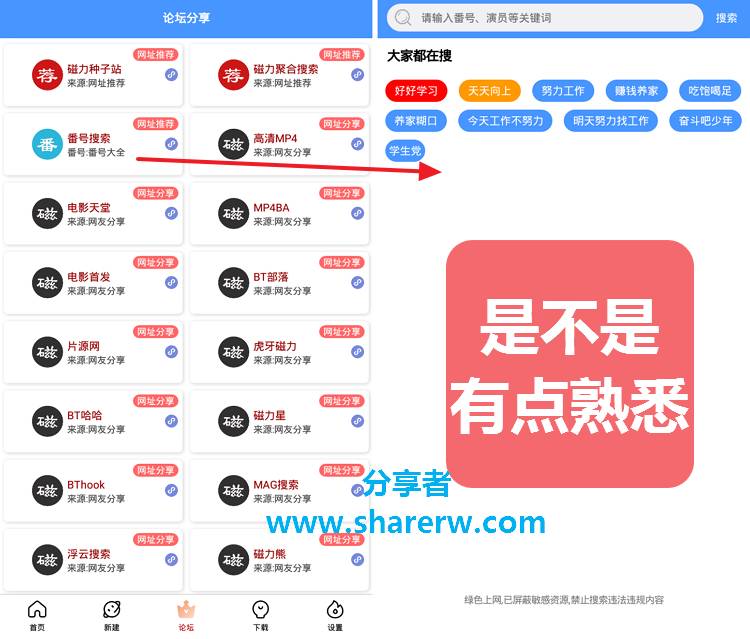 论坛分享
网址推荐
磁力种子站
来源:网址推荐
网址推荐
磁力聚合搜索
来源:网址推荐
网址推荐
番号搜索
番号:番号大全
网址分享
高清MP4
来源:网友分享
网址分享
电影天堂
来源:网友分享
网址分享
MP4BA
来源:网友分享
网址分享
电影首发
来源:网友分享
网址分享
BT部落
来源:网友分享
网址分享
片源网
来源:网友分享
网址分享
虎牙磁力
来源:网友分享
网址分享
BT哈哈
来源:网友分享
网址分享
磁力星
来源:网友分享
网址分享
BThook
来源:网友分享
网址分享
MAG搜索
来源:网友分享
网址分享
浮云搜索
来源:网友分享
网址分享
磁力熊
来源:网友分享
荐
荐
番
磁
磁
磁
磁
磁
磁
磁
磁
磁
磁
磁
磁
磁
首页
新建
论坛
下载
设置
请输入番号、演员等关键词
搜索
大家都在搜
好好学习
天天向上
努力工作
赚钱养家
吃饱喝足
养家糊口
今天工作不努力
明天努力找工作
奋斗吧少年
学生党
是不是
有点熟悉
分享者
www.sharerw.com
绿色上网,已屏蔽敏感资源,禁止搜索违法违规内容